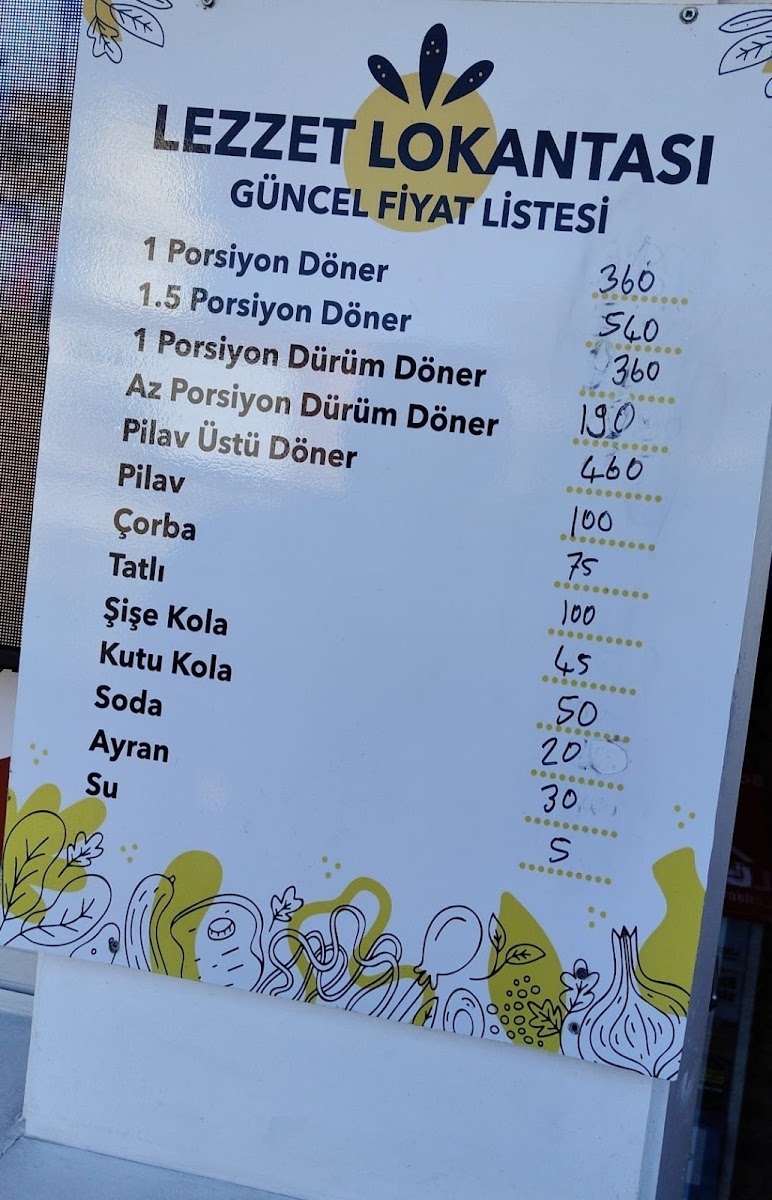 LEZZET LOKANTASI
GÜNCEL FİYAT LİSTESİ
1 Porsiyon Döner 360
1.5 Porsiyon Döner 540
1 Porsiyon Dürüm Döner 360
Az Porsiyon Dürüm Döner 190
Pilav Üstü Döner 460
Pilav 100
Çorba 75
Tatlı 100
Şişe Kola 45
Kutu Kola 50
Soda 20
Ayran 30
Su 5